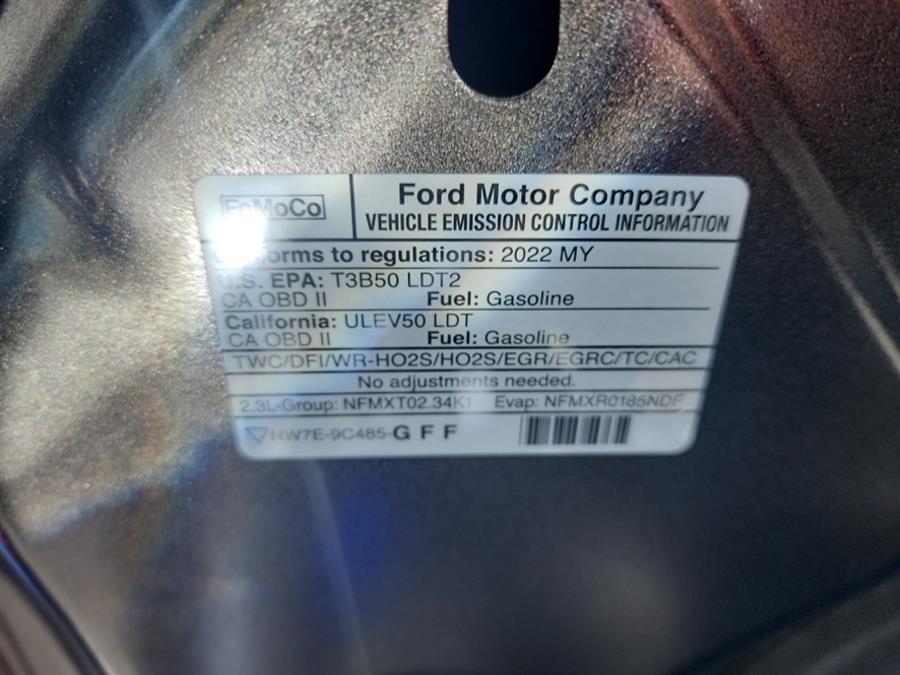 FoMoCo
Ford Motor Company
VEHICLE EMISSION CONTROL INFORMATION
Conforms to regulations: 2022 MY
U.S. EPA: T3B50 LDT2
CA OBD II Fuel: Gasoline
California: ULEV50 LDT
CA OBD II Fuel: Gasoline
TWC/DFI/WR-HO2S/HO2S/EGR/EGRC/TC/CAC
No adjustments needed.
2.3L-Group: NFMXT02.34K1 Evap: NFMXR0185NDF
NW7E-9C485-GFF